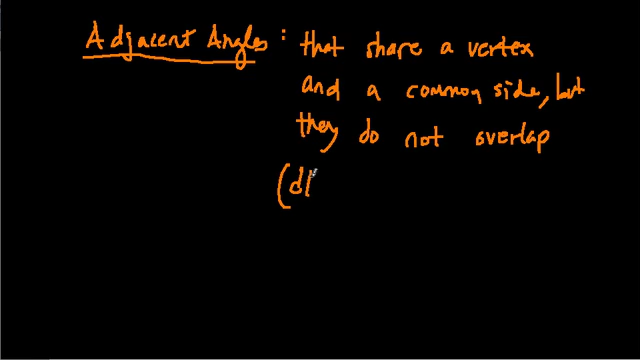 Adjacent Angles : that share a vertex
and a common side, but
they do not overlap
(d